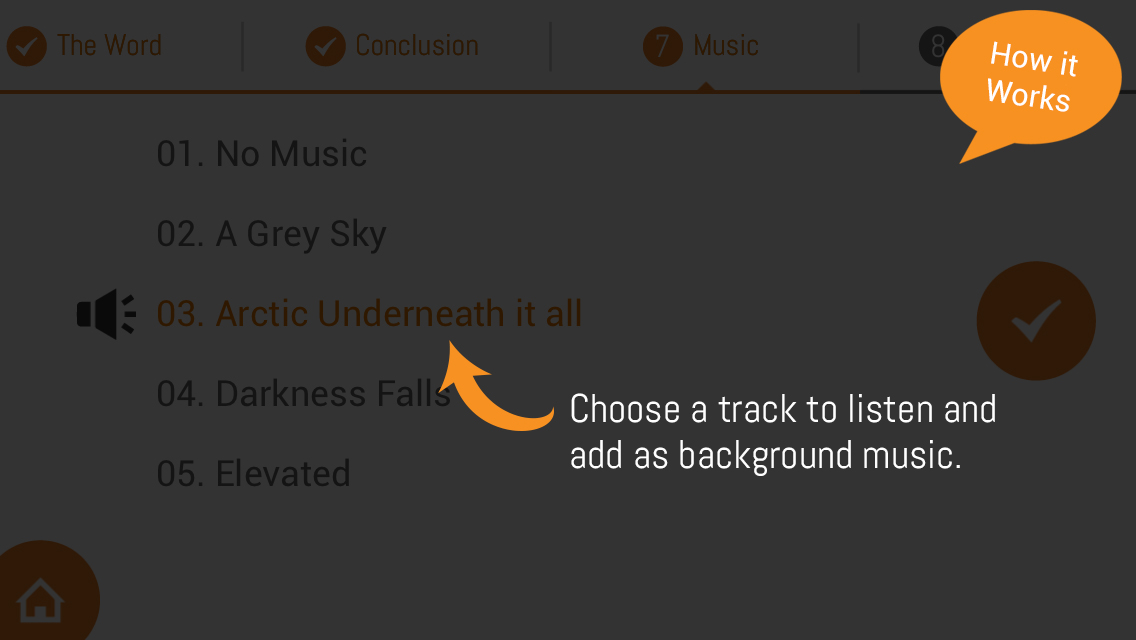 The Word
Conclusion
7 Music
8
How it
Works
01. No Music
02. A Grey Sky
03. Arctic Underneath it all
04. Darkness Falls
05. Elevated
Choose a track to listen and
add as background music.